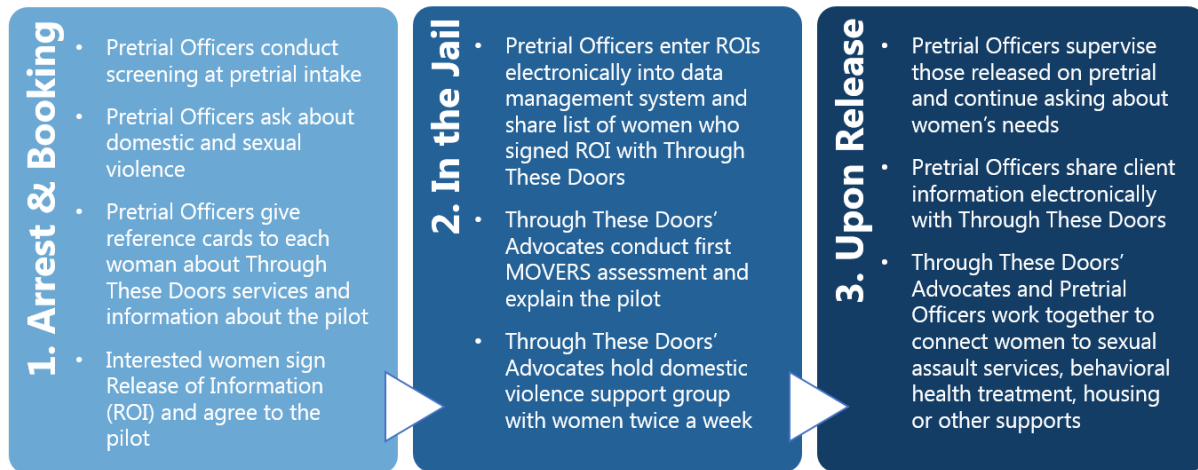 1. Arrest & Booking
• Pretrial Officers conduct
screening at pretrial intake
• Pretrial Officers ask about
domestic and sexual
violence
• Pretrial Officers give
reference cards to each
woman about Through
These Doors services and
information about the pilot
• Interested women sign
Release of Information
(ROI) and agree to the
pilot
2. In the Jail
• Pretrial Officers enter ROIs
electronically into data
management system and
share list of women who
signed ROI with Through
These Doors
• Through These Doors’
Advocates conduct first
MOVERS assessment and
explain the pilot
• Through These Doors’
Advocates hold domestic
violence support group
with women twice a week
3. Upon Release
• Pretrial Officers supervise
those released on pretrial
and continue asking about
women’s needs
• Pretrial Officers share client
information electronically
with Through These Doors
• Through These Doors’
Advocates and Pretrial
Officers work together to
connect women to sexual
assault services, behavioral
health treatment, housing
or other supports